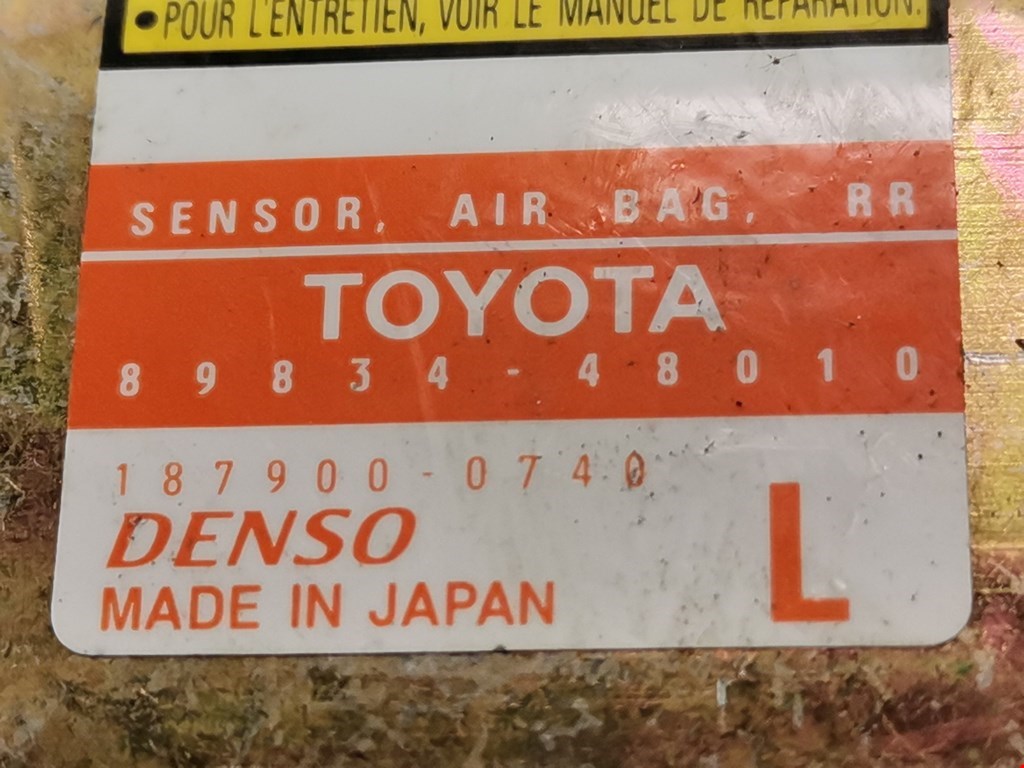 • POUR L'ENTRETIEN, VOIR LE MANUEL DE RÉPARATION.
SENSOR, AIR BAG, RR
TOYOTA
89834-48010
187900-0740
DENSO
MADE IN JAPAN
L